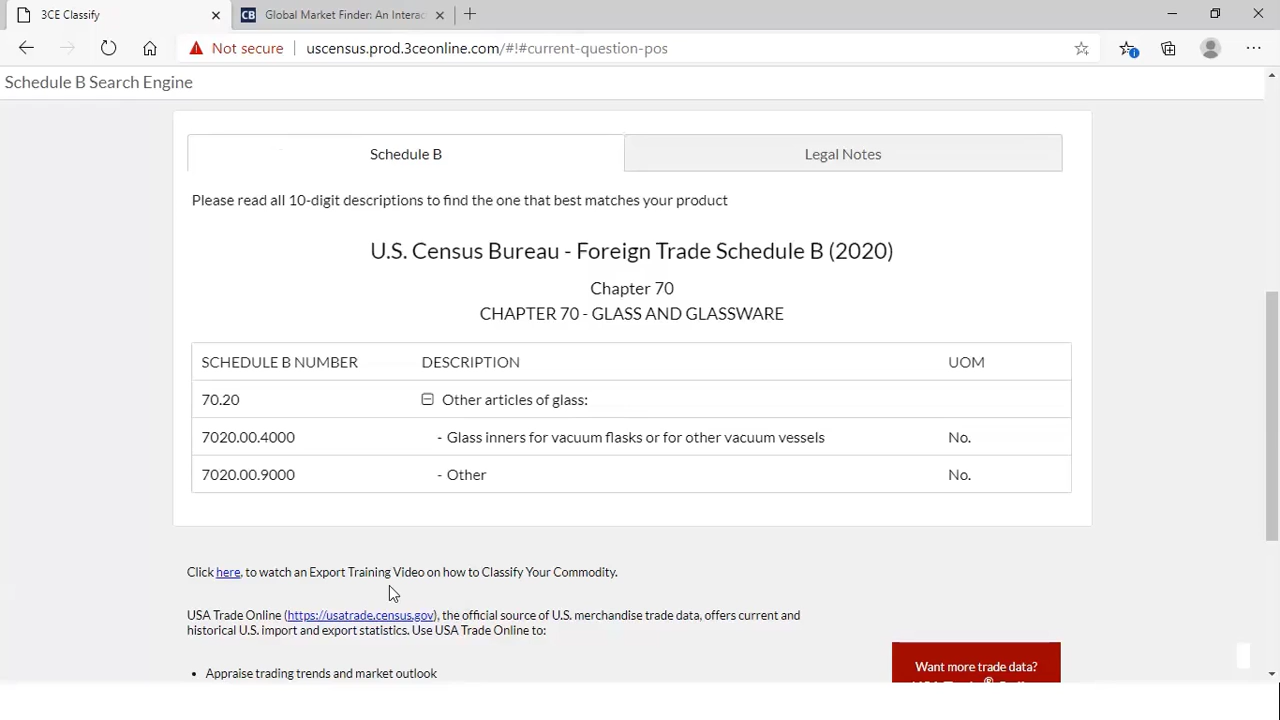 3CE Classify
CB Global Market Finder: An Interac
Not secure uscensus.prod.3ceonline.com/#!#current-question-pos
Schedule B Search Engine
Schedule B Legal Notes
Please read all 10-digit descriptions to find the one that best matches your product
U.S. Census Bureau - Foreign Trade Schedule B (2020)
Chapter 70
CHAPTER 70 - GLASS AND GLASSWARE
SCHEDULE B NUMBER DESCRIPTION UOM
70.20 Other articles of glass:
7020.00.4000 - Glass inners for vacuum flasks or for other vacuum vessels No.
7020.00.9000 - Other No.
Click here, to watch an Export Training Video on how to Classify Your Commodity.
USA Trade Online (https://usatrade.census.gov), the official source of U.S. merchandise trade data, offers current and
historical U.S. import and export statistics. Use USA Trade Online to:
Want more trade data?
• Appraise trading trends and market outlook